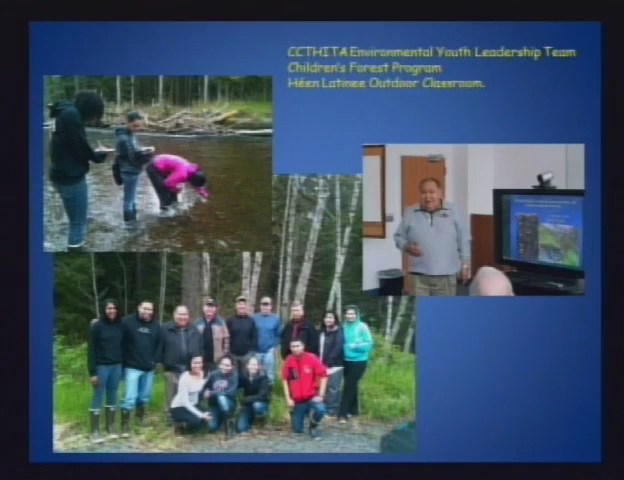 CCTHITA Environmental Youth Leadership Team
Children's Forest Program
Héen Latinee Outdoor Classroom.